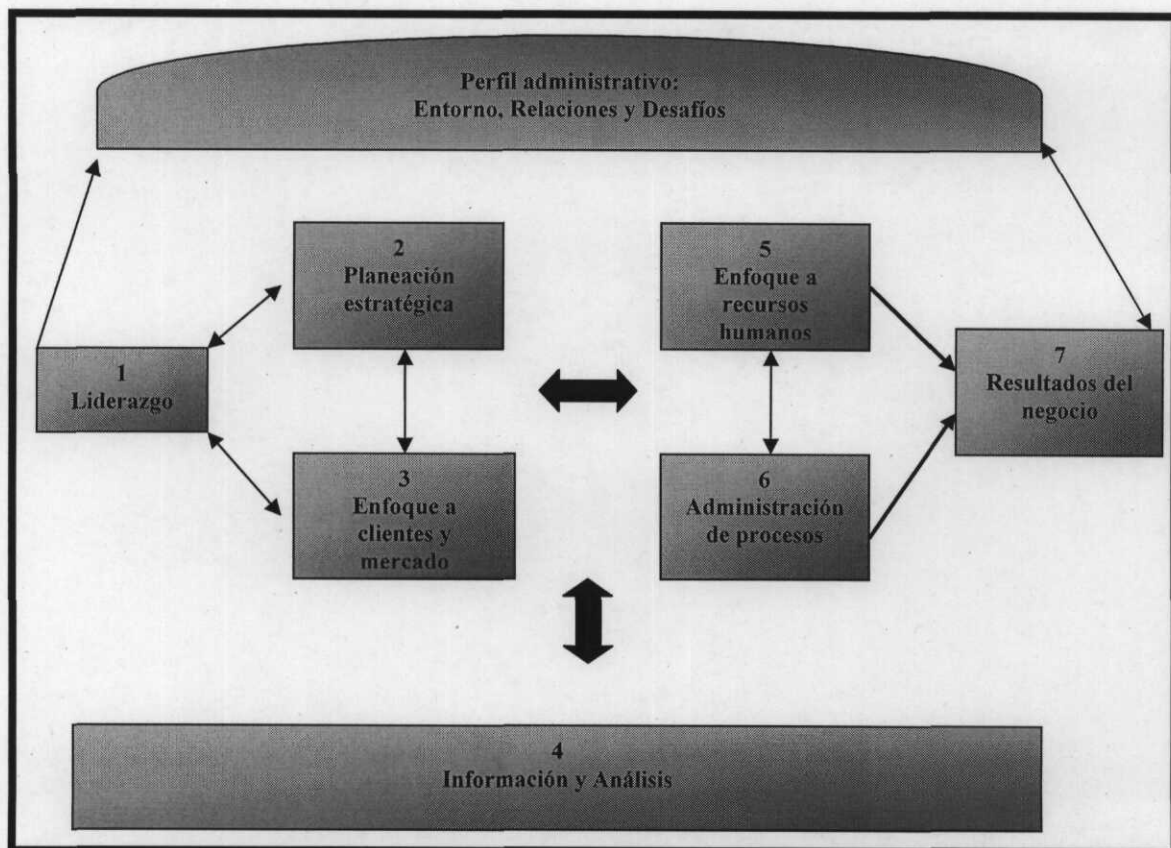 Perfil administrativo:
Entorno, Relaciones y Desafíos
2
Planeación
estratégica
5
Enfoque a
recursos
humanos
1
Liderazgo
7
Resultados del
negocio
3
Enfoque a
clientes y
mercado
6
Administración
de procesos
4
Información y Análisis